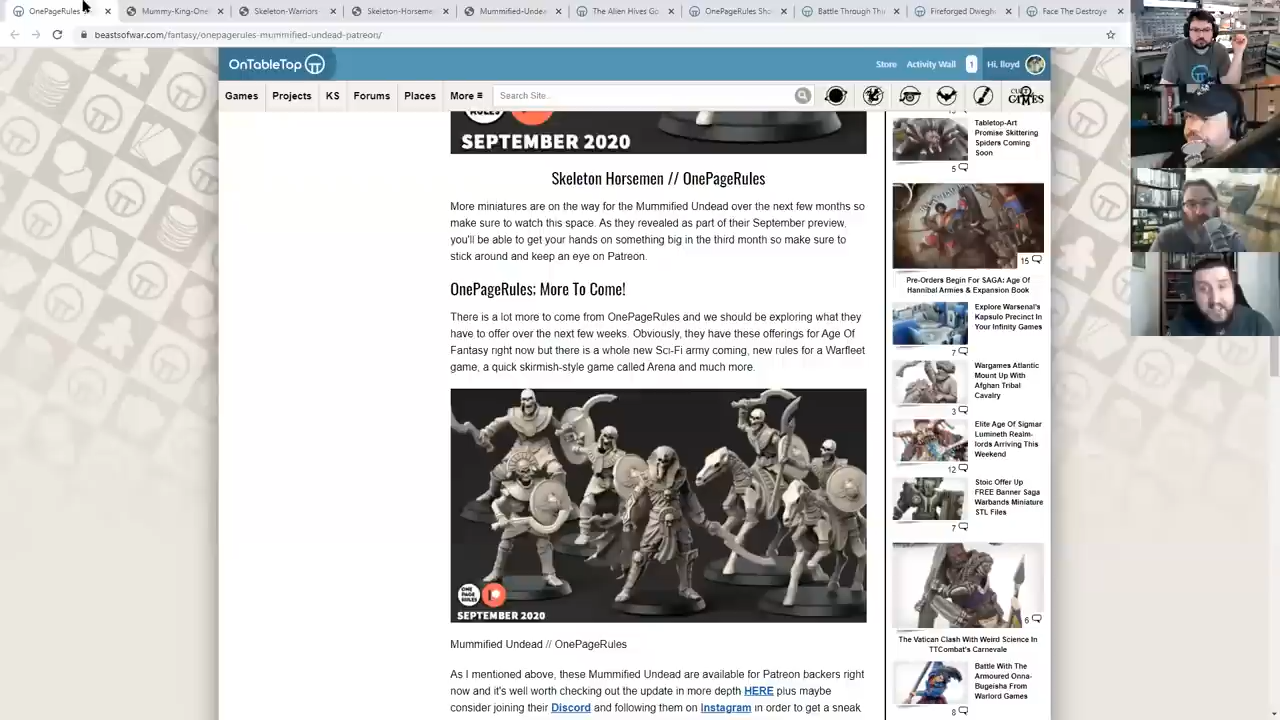 OnePageRules
Mummy-King-One
Skeleton-Warriors
Skeleton-Horseme
Mummified-Undea
The Alien Hives Go
OnePageRules Sho
Battle Through Thi
Fireforged Dwegh
Face The Destroye
beastsofwar.com/fantasy/onepagerules-mummified-undead-patreon/
OnTableTop
Store
Activity Wall
1
Hi, lloyd
Games
Projects
KS
Forums
Places
More
Search Site...
CULT OF GAMES
RULES
SEPTEMBER 2020
Skeleton Horsemen // OnePageRules
More miniatures are on the way for the Mummified Undead over the next few months so
make sure to watch this space. As they revealed as part of their September preview,
you'll be able to get your hands on something big in the third month so make sure to
stick around and keep an eye on Patreon.
OnePageRules; More To Come!
There is a lot more to come from OnePageRules and we should be exploring what they
have to offer over the next few weeks. Obviously, they have these offerings for Age Of
Fantasy right now but there is a whole new Sci-Fi army coming, new rules for a Warfleet
game, a quick skirmish-style game called Arena and much more.
ONE
PAGE
RULES
SEPTEMBER 2020
Mummified Undead // OnePageRules
As I mentioned above, these Mummified Undead are available for Patreon backers right
now and it's well worth checking out the update in more depth HERE plus maybe
consider joining their Discord and following them on Instagram in order to get a sneak
Tabletop-Art
Promise Skittering
Spiders Coming
Soon
5
15
Pre-Orders Begin For SAGA: Age Of
Hannibal Armies & Expansion Book
Explore Warsenal's
Kapsulo Precinct In
Your Infinity Games
7
Wargames Atlantic
Mount Up With
Afghan Tribal
Cavalry
3
Elite Age Of Sigmar
Lumineth Realm-
lords Arriving This
Weekend
12
Stoic Offer Up
FREE Banner Saga
Warbands Miniature
STL Files
7
6
The Vatican Clash With Weird Science In
TTCombat's Carnevale
Battle With The
Armoured Onna-
Bugeisha From
Warlord Games
8